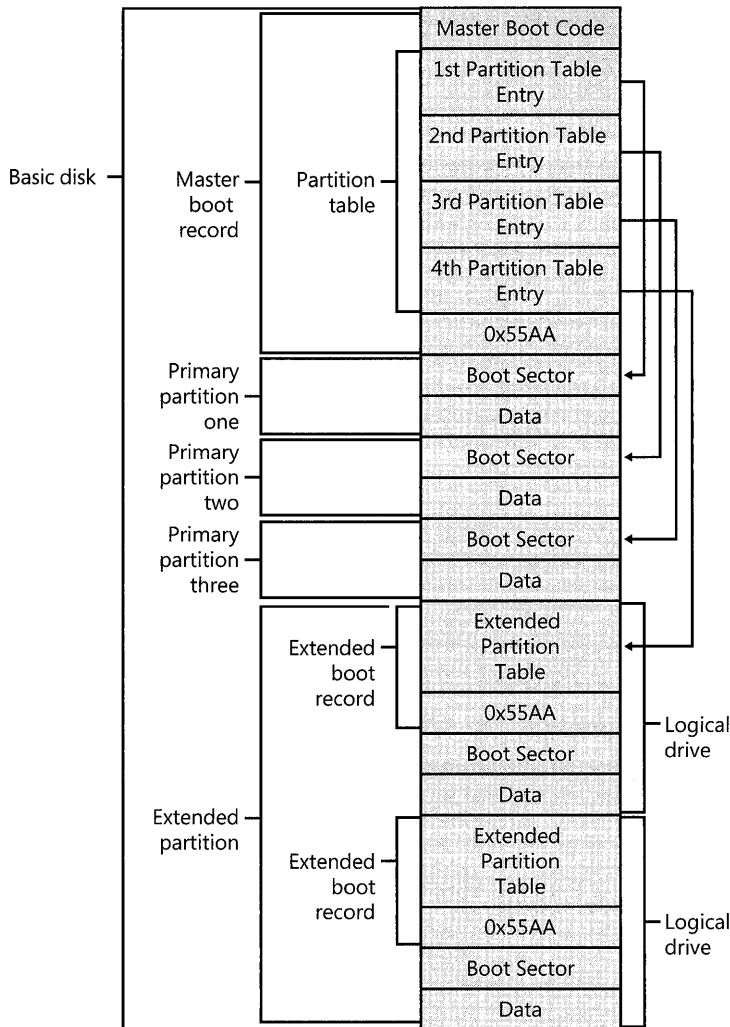 Master Boot Code
1st Partition Table
Entry
2nd Partition Table
Entry
Basic disk
Master
boot
record
Partition
table
3rd Partition Table
Entry
4th Partition Table
Entry
0x55AA
Primary
partition
one
Boot Sector
Data
Primary
partition
two
Boot Sector
Data
Primary
partition
three
Boot Sector
Data
Extended
partition
Extended
boot
record
Extended
Partition
Table
0x55AA
Boot Sector
Data
Logical
drive
Extended
boot
record
Extended
Partition
Table
0x55AA
Boot Sector
Data
Logical
drive